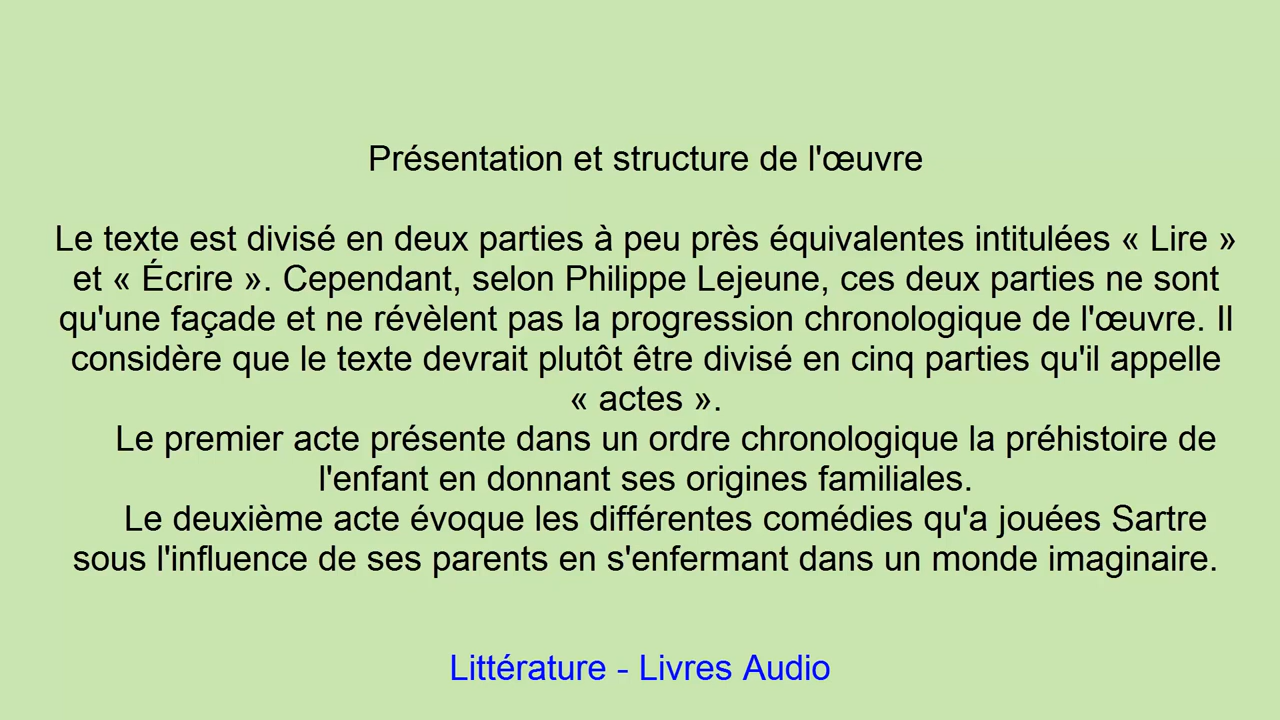 Présentation et structure de l'œuvre
Le texte est divisé en deux parties à peu près équivalentes intitulées « Lire »
et « Écrire ». Cependant, selon Philippe Lejeune, ces deux parties ne sont
qu'une façade et ne révèlent pas la progression chronologique de l'œuvre. Il
considère que le texte devrait plutôt être divisé en cinq parties qu'il appelle
« actes ».
Le premier acte présente dans un ordre chronologique la préhistoire de
l'enfant en donnant ses origines familiales.
Le deuxième acte évoque les différentes comédies qu'a jouées Sartre
sous l'influence de ses parents en s'enfermant dans un monde imaginaire.
Littérature - Livres Audio